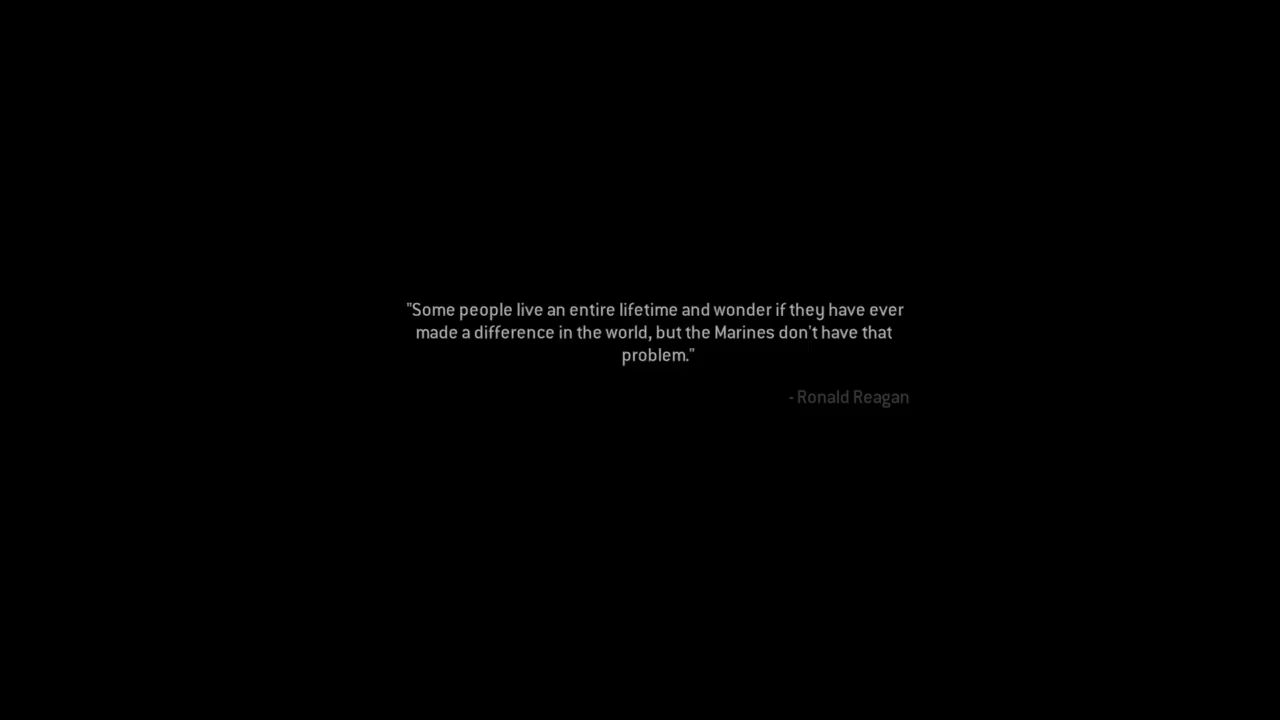 "Some people live an entire lifetime and wonder if they have ever
made a difference in the world, but the Marines don't have that
problem."
- Ronald Reagan